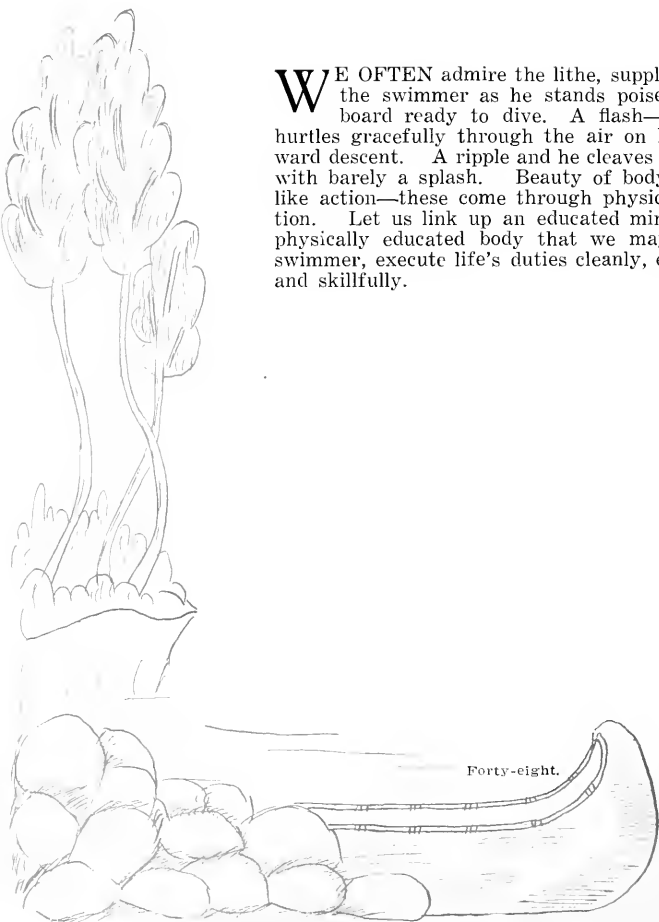 WE OFTEN admire the lithe, suppl
the swimmer as he stands poise
board ready to dive. A flash—
hurtles gracefully through the air on
ward descent. A ripple and he cleaves
with barely a splash. Beauty of body
like action—these come through physic
tion. Let us link up an educated min
physically educated body that we ma
swimmer, execute life's duties cleanly, e
and skillfully.
Forty-eight.